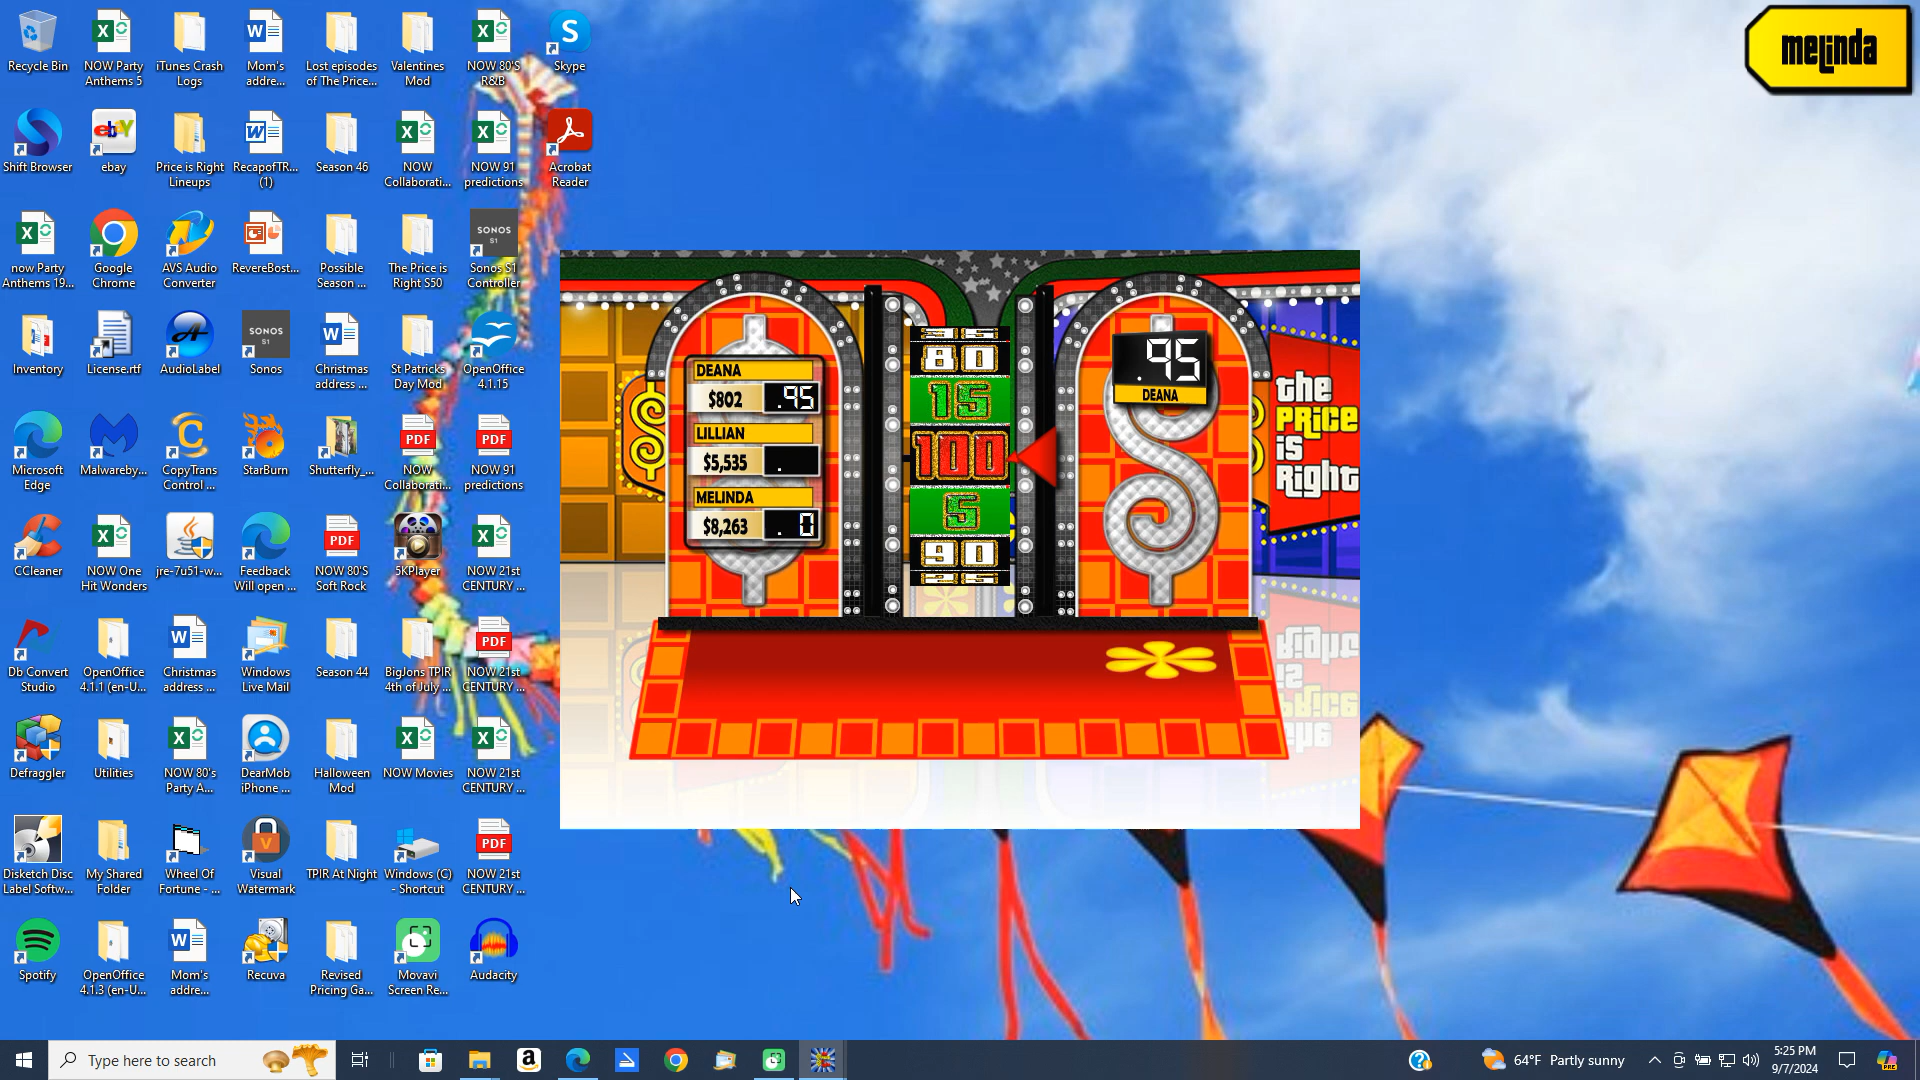 Recycle Bin
NOW Party
Anthems 5
iTunes Crash
Logs
Mom's
addre...
Lost episodes
of The Price...
Valentines
Mod
NOW 80'S
R&B
Skype
Shift Browser
ebay
Price is Right
Lineups
RecapofTR...
(1)
Season 46
NOW
Collaborati...
NOW 91
predictions
Acrobat
Reader
now Party
Anthems 19...
Google
Chrome
AVS Audio
Converter
RevereBost...
Possible
Season ...
The Price is
Right S50
SONOS
S1
Sonos S1
Controller
Inventory
License.rtf
AudioLabel
SONOS
S1
Sonos
Christmas
address ...
St Patricks
Day Mod
OpenOffice
4.1.15
Microsoft
Edge
Malwareby...
CopyTrans
Control ...
StarBurn
Shutterfly_...
PDF
NOW
Collaborati...
PDF
NOW 91
predictions
CCleaner
NOW One
Hit Wonders
jre-7u51-w...
Feedback
Will open ...
PDF
NOW 80'S
Soft Rock
5KPlayer
NOW 21st
CENTURY ...
Db Convert
Studio
OpenOffice
4.1.1 (en-U...
Christmas
address ...
Windows
Live Mail
Season 44
BigJons TPIR
4th of July ...
PDF
NOW 21st
CENTURY ...
Defraggler
Utilities
NOW 80's
Party A...
DearMob
iPhone ...
Halloween
Mod
NOW Movies
NOW 21st
CENTURY ...
Disketch Disc
Label Softw...
My Shared
Folder
Wheel Of
Fortune - ...
Visual
Watermark
TPIR At Night
Windows (C)
- Shortcut
PDF
NOW 21st
CENTURY ...
Spotify
OpenOffice
4.1.3 (en-U...
Mom's
addre...
Recuva
Revised
Pricing Ga...
Movavi
Screen Re...
Audacity
melinda
DEANA
$802 .95
LILLIAN
$5,535 .
MELINDA
$8,263 . 0
80
15
100
5
90
.95
DEANA
the
PRICE
is
Right
Type here to search
64°F Partly sunny
5:25 PM
9/7/2024